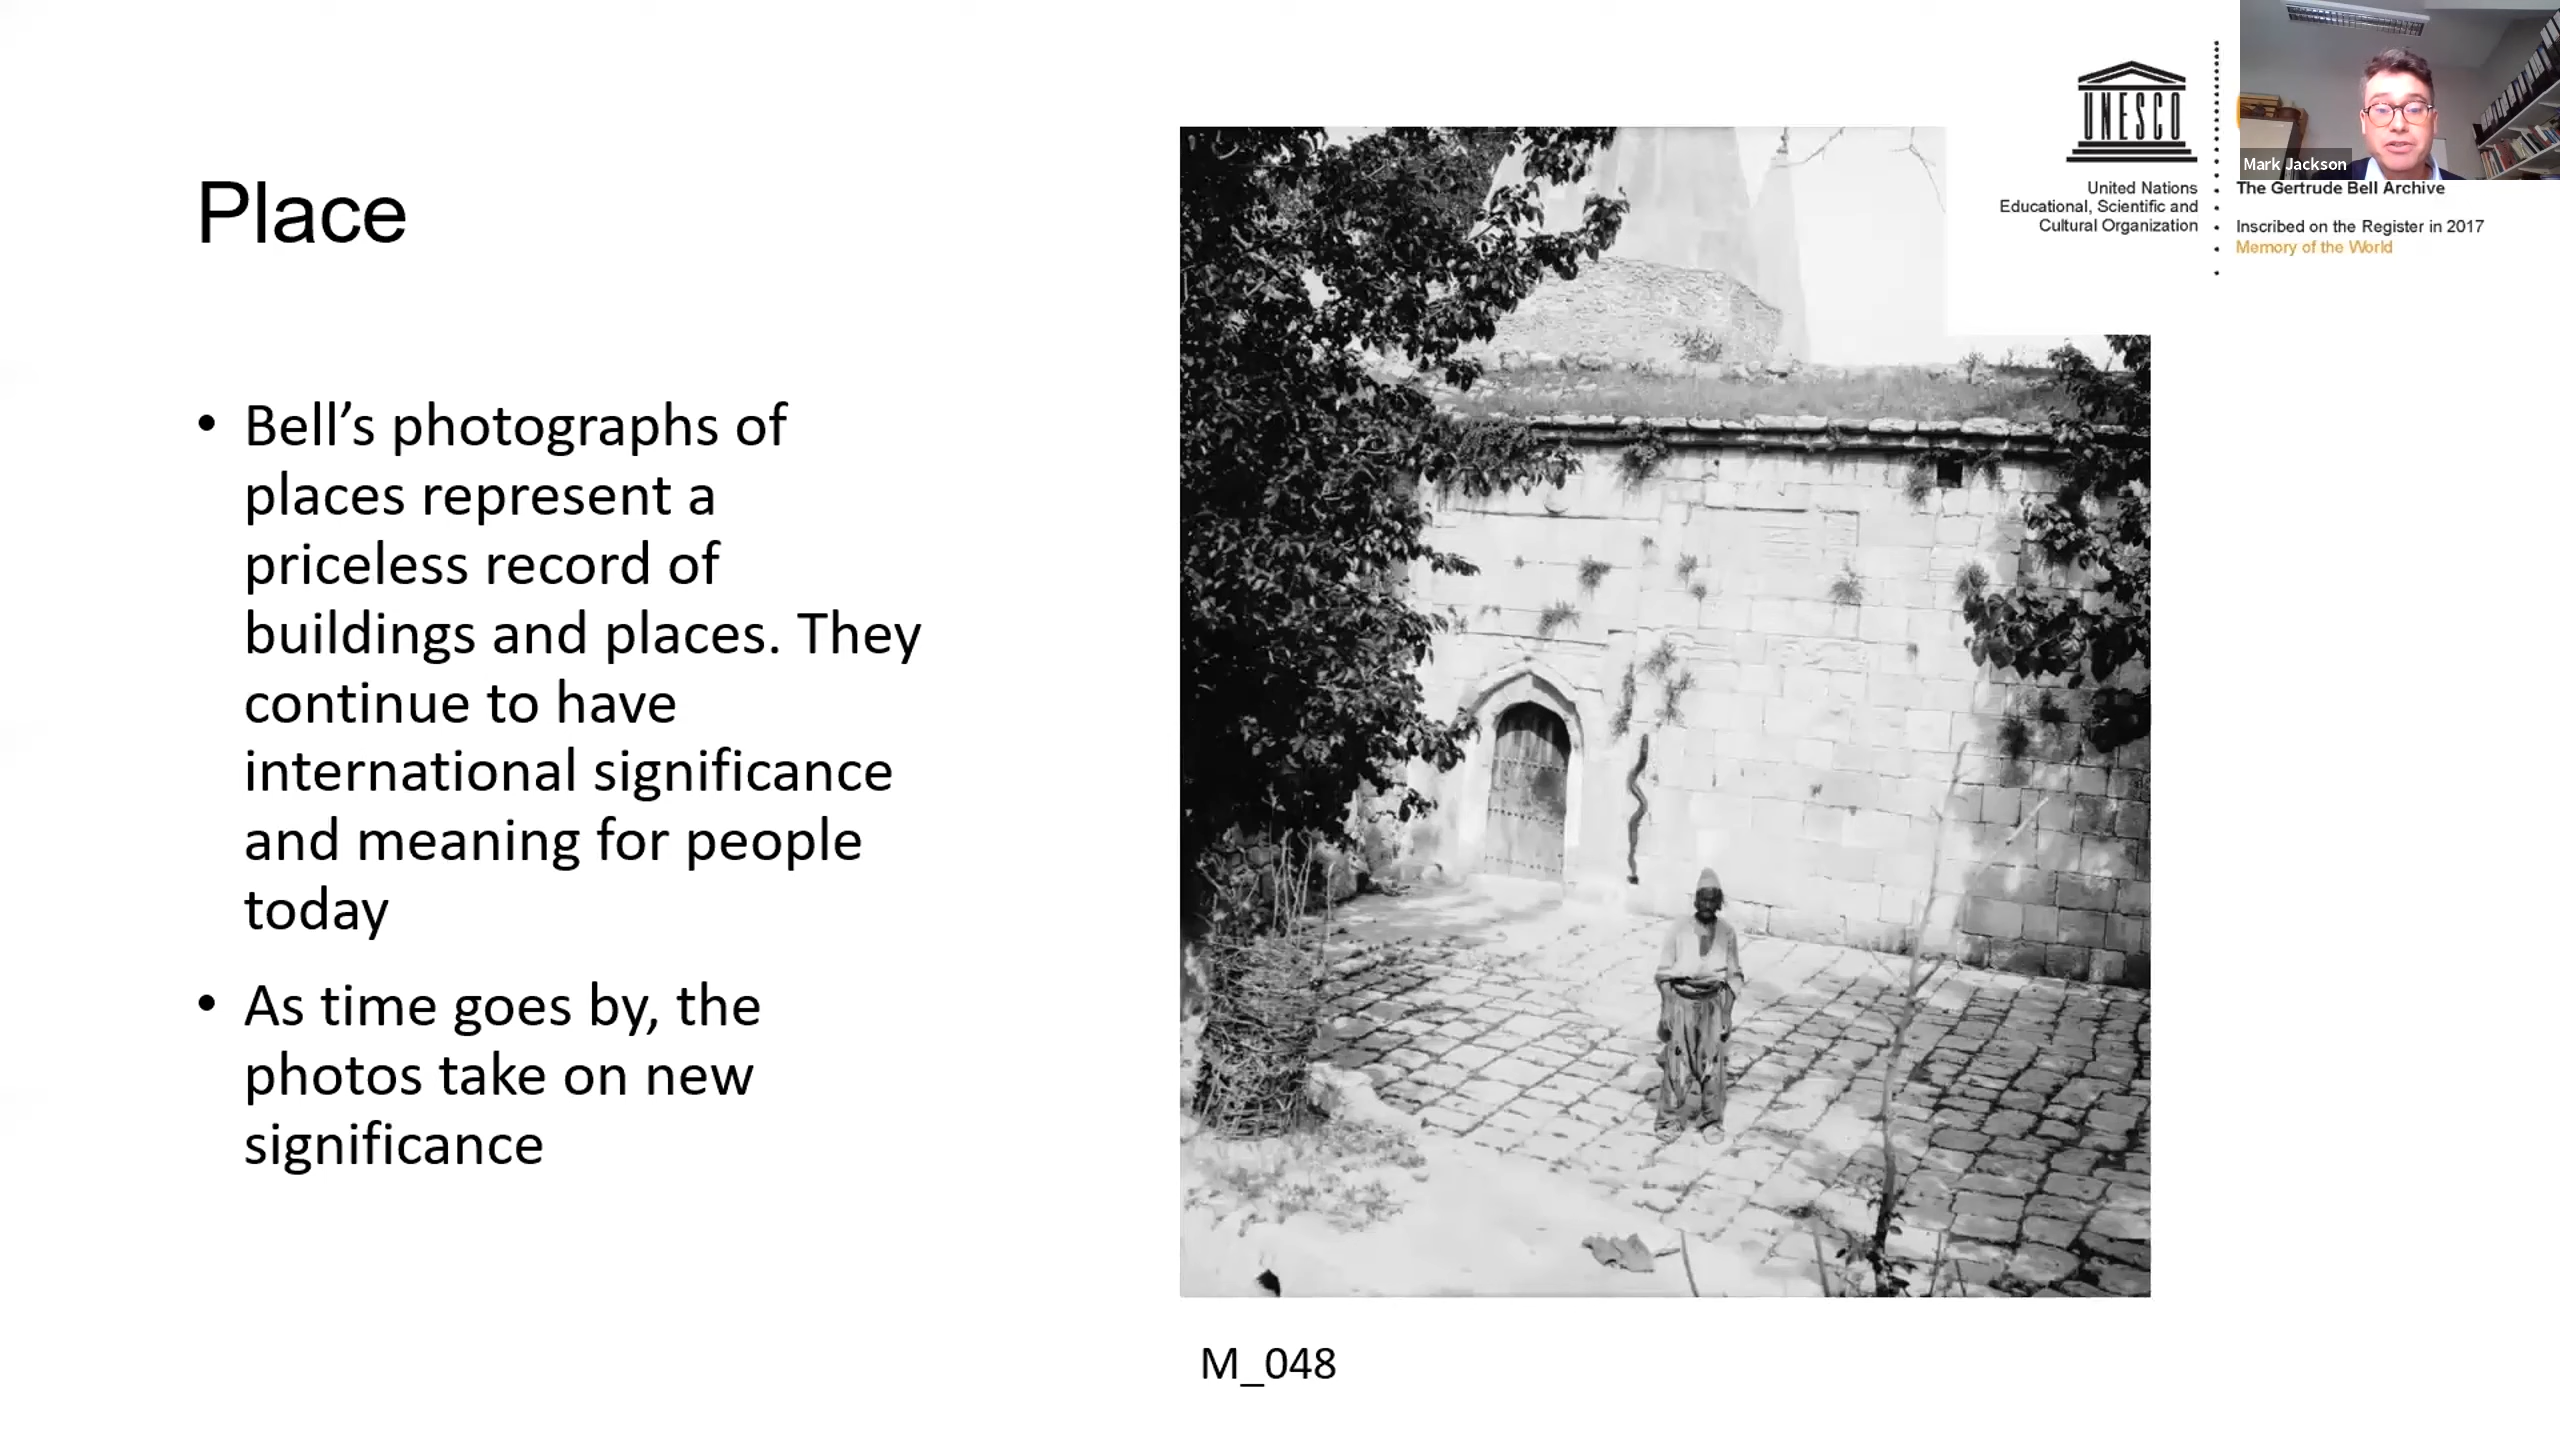 Place
• Bell’s photographs of
places represent a
priceless record of
buildings and places. They
continue to have
international significance
and meaning for people
today
• As time goes by, the
photos take on new
significance
M_048
UNESCO
United Nations
Educational, Scientific and
Cultural Organization
Mark Jackson
The Gertrude Bell Archive
Inscribed on the Register in 2017
Memory of the World